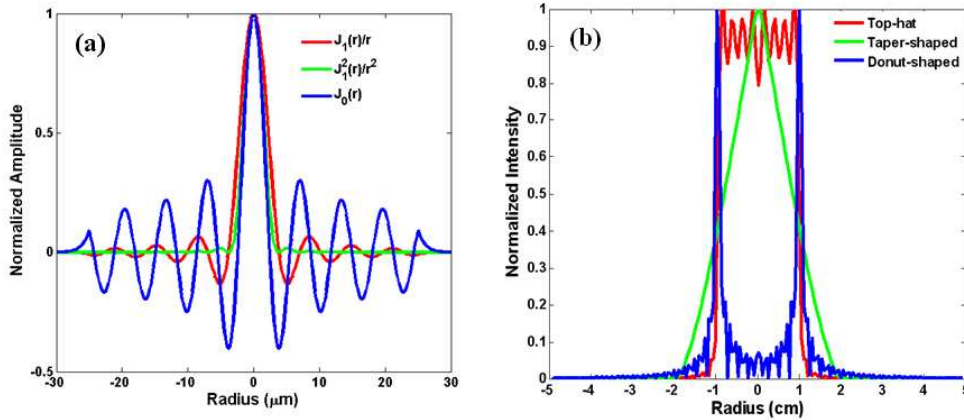 (a)
J₁(r)/r
J₁²(r)/r²
J₀(r)
Normalized Amplitude
1
0.5
0
-0.5
-30 -20 -10 0 10 20 30
Radius (μm)
(b)
Top-hat
Taper-shaped
Donut-shaped
Normalized Intensity
1
0.9
0.8
0.7
0.6
0.5
0.4
0.3
0.2
0.1
0
-5 -4 -3 -2 -1 0 1 2 3 4 5
Radius (cm)